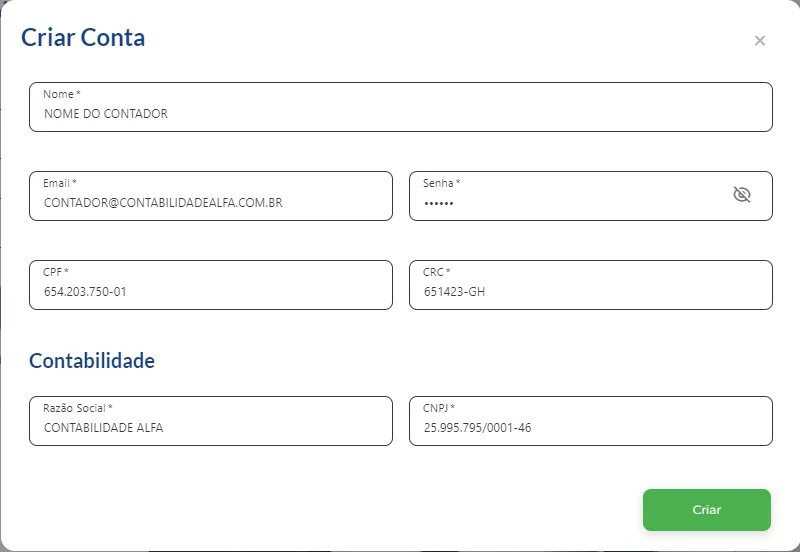 Criar Conta
×
Nome *
NOME DO CONTADOR
Email *
CONTADOR@CONTABILIDADEALFA.COM.BR
Senha *
••••••
CPF *
654.203.750-01
CRC *
651423-GH
Contabilidade
Razão Social *
CONTABILIDADE ALFA
CNPJ *
25.995.795/0001-46
Criar